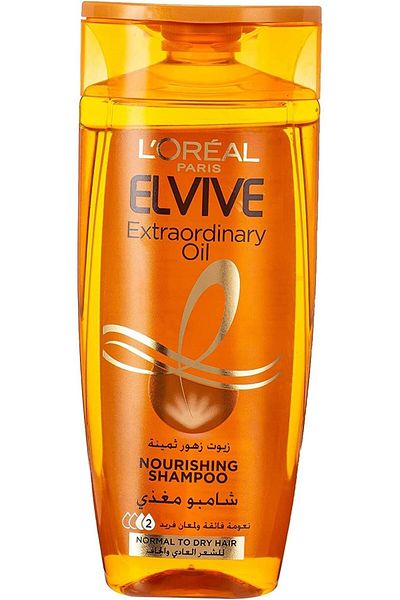 L'ORÉAL
PARIS
ELVIVE
Extraordinary
Oil
زيوت زهور ثمينة
NOURISHING
SHAMPOO
شامبو مغذي
نعومة فائقة ولمعان فريد
2
NORMAL TO DRY HAIR
للشعر العادي والجاف